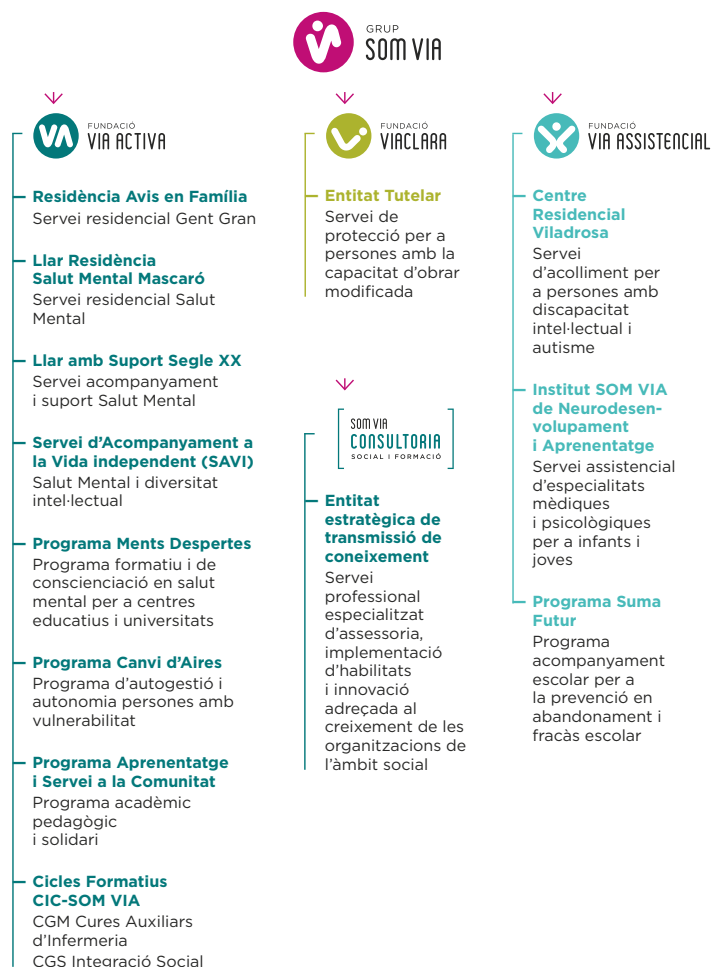 GRUP
SOM VIA
FUNDACIÓ
VIA ACTIVA
Residència Avis en Família
Servei residencial Gent Gran
Llar Residència
Salut Mental Mascaró
Servei residencial Salut
Mental
Llar amb Suport Segle XX
Servei acompanyament
i suport Salut Mental
Servei d'Acompanyament a
la Vida independent (SAVI)
Salut Mental i diversitat
intel·lectual
Programa Ments Despertes
Programa formatiu i de
conscienciació en salut
mental per a centres
educatius i universitats
Programa Canvi d'Aires
Programa d'autogestió i
autonomia persones amb
vulnerabilitat
Programa Aprenentatge
i Servei a la Comunitat
Programa acadèmic
pedagògic
i solidari
Cicles Formatius
CIC-SOM VIA
CGM Cures Auxiliars
d'Infermeria
CGS Integració Social
FUNDACIÓ
VIACLARA
Entitat Tutelar
Servei de
protecció per a
persones amb la
capacitat d'obrar
modificada
SOM VIA
CONSULTORIA
SOCIAL I FORMACIÓ
Entitat
estratègica de
transmissió de
coneixement
Servei
professional
especialitzat
d'assessoria,
implementació
d'habilitats
i innovació
adreçada al
creixement de les
organitzacions de
l'àmbit social
FUNDACIÓ
VIA ASSISTENCIAL
Centre
Residencial
Viladrosa
Servei
d'acolliment per
a persones amb
discapacitat
intel·lectual i
autisme
Institut SOM VIA
de Neurodesen-
volupament
i Aprenentatge
Servei assistencial
d'especialitats
mèdiques
i psicològiques
per a infants i
joves
Programa Suma
Futur
Programa
acompanyament
escolar per a
la prevenció en
abandonament i
fracàs escolar